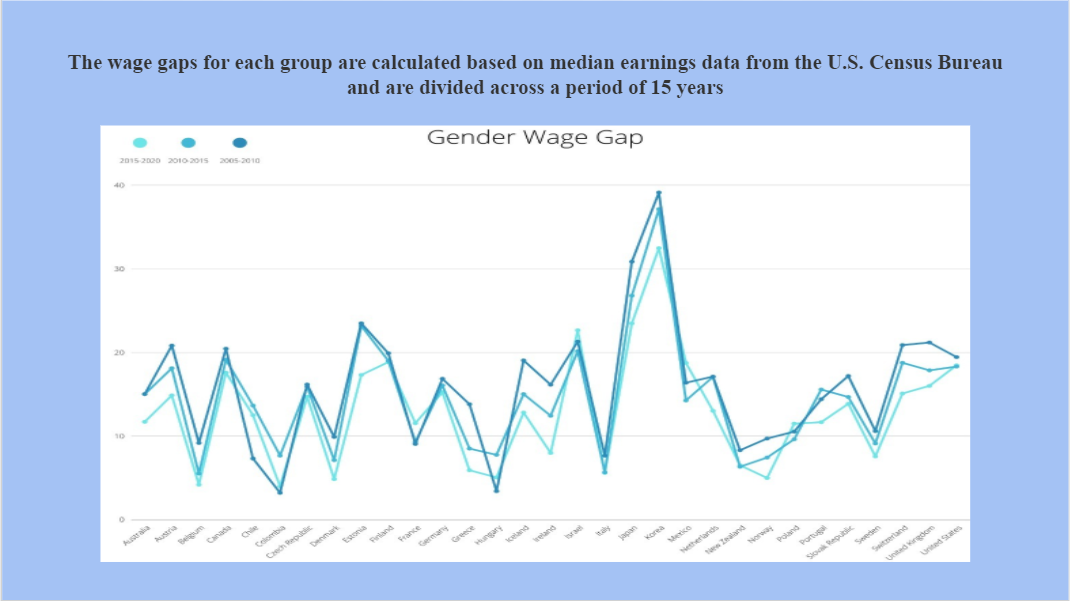 The wage gaps for each group are calculated based on median earnings data from the U.S. Census Bureau
and are divided across a period of 15 years
Gender Wage Gap
2015-2020 2010-2015 2005-2010
40
30
20
10
0
Australia Austria Belgium Canada Chile Colombia Czech Republic Denmark Estonia Finland France Germany Greece Hungary Iceland Ireland Israel Italy Japan Korea Mexico Netherlands New Zealand Norway Poland Portugal Slovak Republic Sweden Switzerland United Kingdom United States